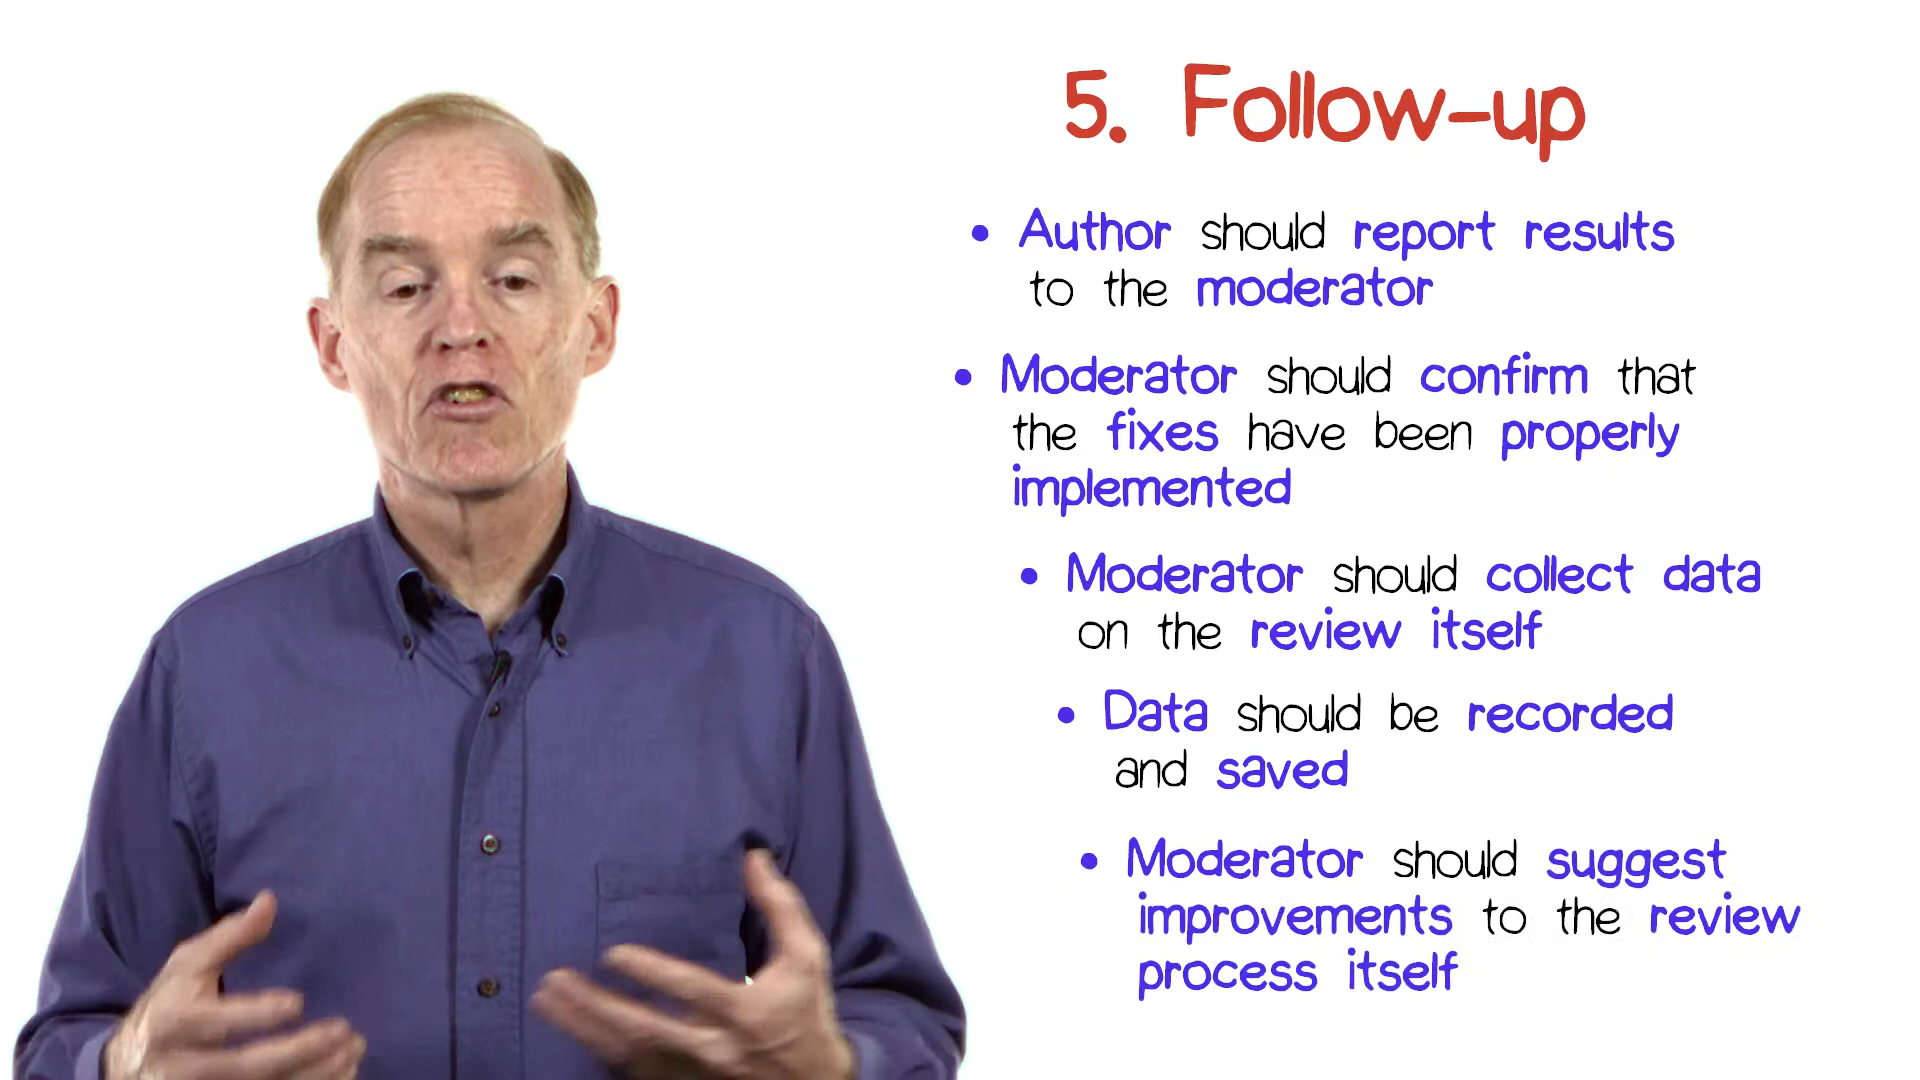 5. Follow-up
• Author should report results
to the moderator
• Moderator should confirm that
the fixes have been properly
implemented
• Moderator should collect data
on the review itself
• Data should be recorded
and saved
• Moderator should suggest
improvements to the review
process itself